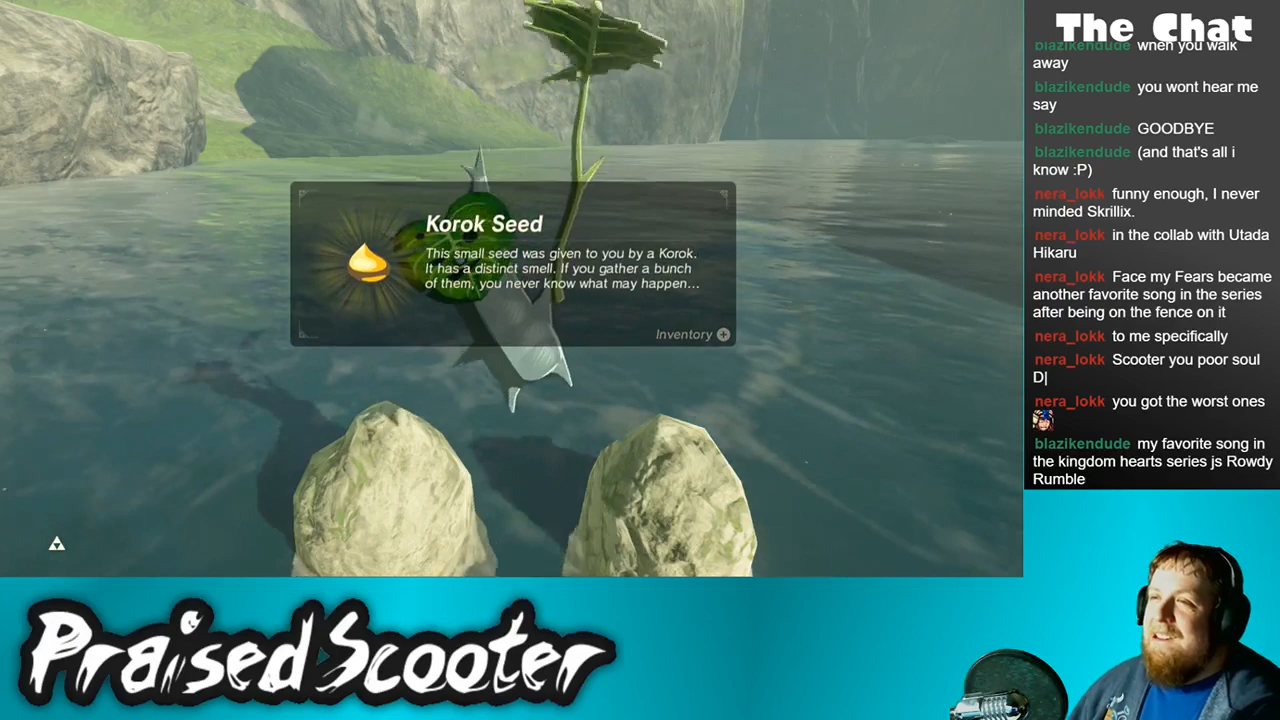 The Chat
blazikendude when you walk
away
blazikendude you wont hear me
say
blazikendude GOODBYE
blazikendude (and that's all i
know :P)
nera_lokk funny enough, I never
minded Skrillix.
nera_lokk in the collab with Utada
Hikaru
nera_lokk Face my Fears became
another favorite song in the series
after being on the fence on it
nera_lokk to me specifically
nera_lokk Scooter you poor soul
D|
nera_lokk you got the worst ones
blazikendude my favorite song in
the kingdom hearts series js Rowdy
Rumble
Korok Seed
This small seed was given to you by a Korok.
It has a distinct smell. If you gather a bunch
of them, you never know what may happen...
Inventory +
PraisedScooter